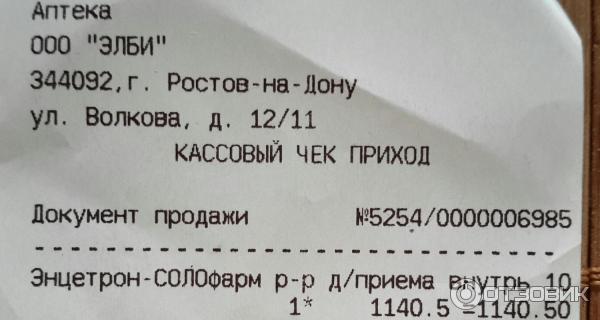 Аптека
ООО "ЭЛБИ"
344092,г. Ростов-на-Дону
ул. Волкова, д. 12/11
КАССОВЫЙ ЧЕК ПРИХОД
Документ продажи №5254/0000006985
Энцетрон-СОЛОфарм р-р д/приема внутрь 10
1* 1140.5 =1140.50
ОТЗОВИК